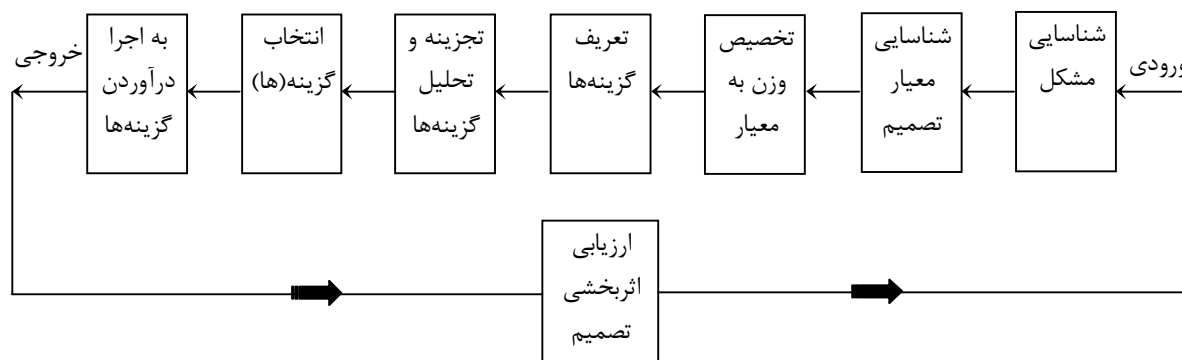 ورودی
شناسایی
مشکل
شناسایی
معیار
تصمیم
تخصیص
وزن به
معیار
تعریف
گزینه‌ها
تجزینه و
تحلیل
گزینه‌ها
انتخاب
گزینه(ها)
به اجرا
درآوردن
گزینه‌ها
خروجی
ارزیابی
اثربخشی
تصمیم